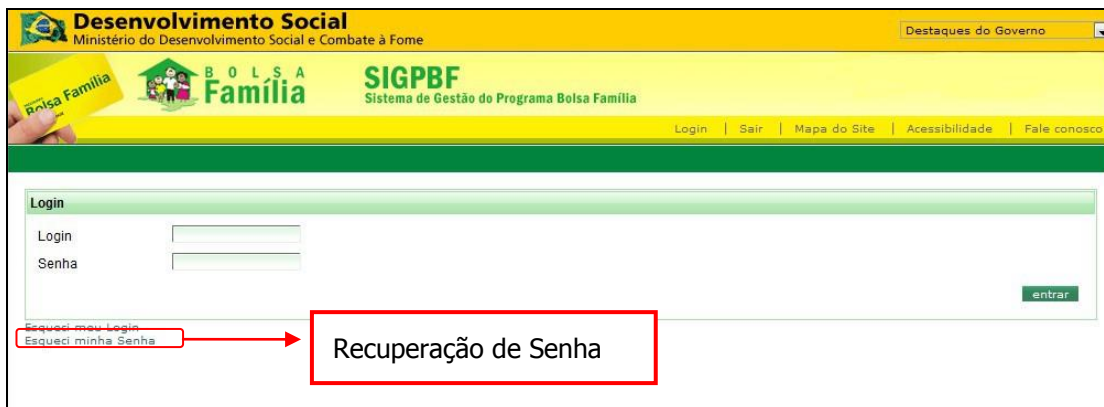 Desenvolvimento Social
Ministério do Desenvolvimento Social e Combate à Fome
Destaques do Governo
Bolsa Família
BOLSA
Família
SIGPBF
Sistema de Gestão do Programa Bolsa Família
Login | Sair | Mapa do Site | Acessibilidade | Fale conosco
Login
Login
Senha
entrar
Esqueci meu Login
Esqueci minha Senha
Recuperação de Senha